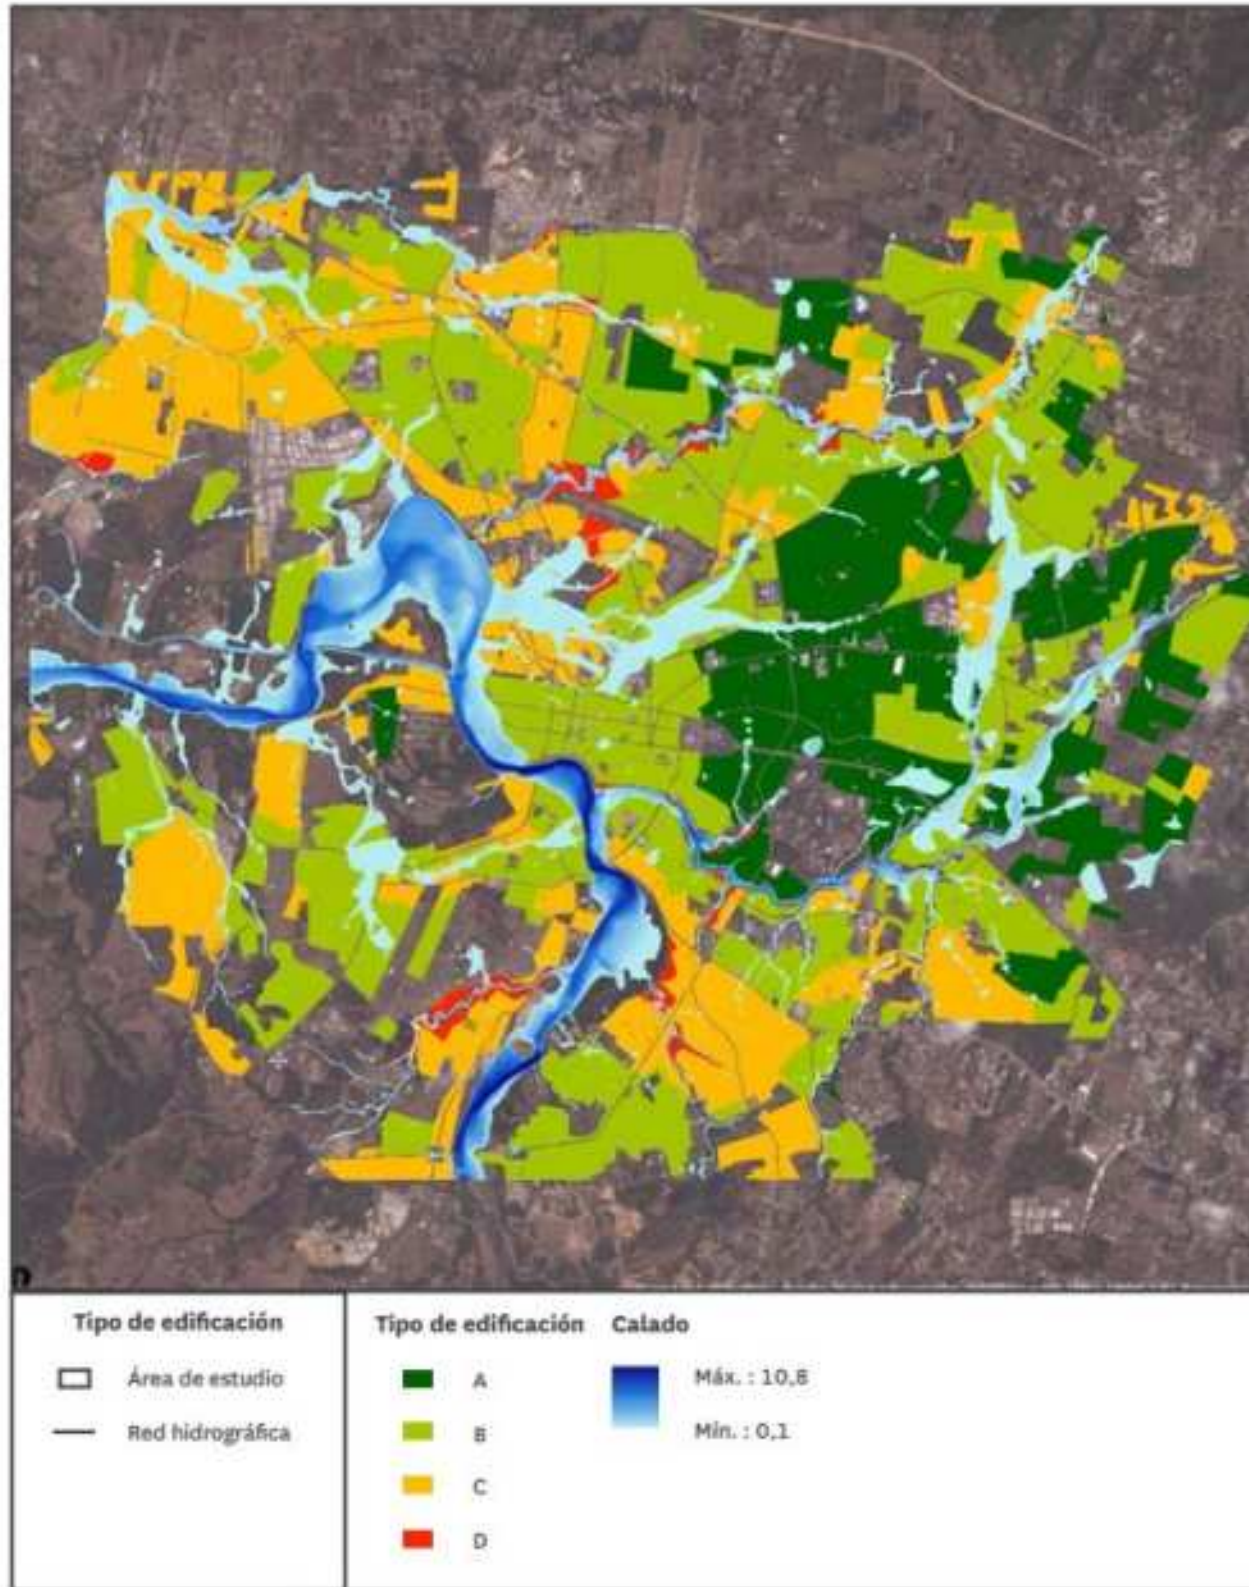 Tipo de edificación
Área de estudio
Red hidrográfica
Tipo de edificación
A
B
C
D
Calado
Máx. : 10,8
Mín. : 0,1